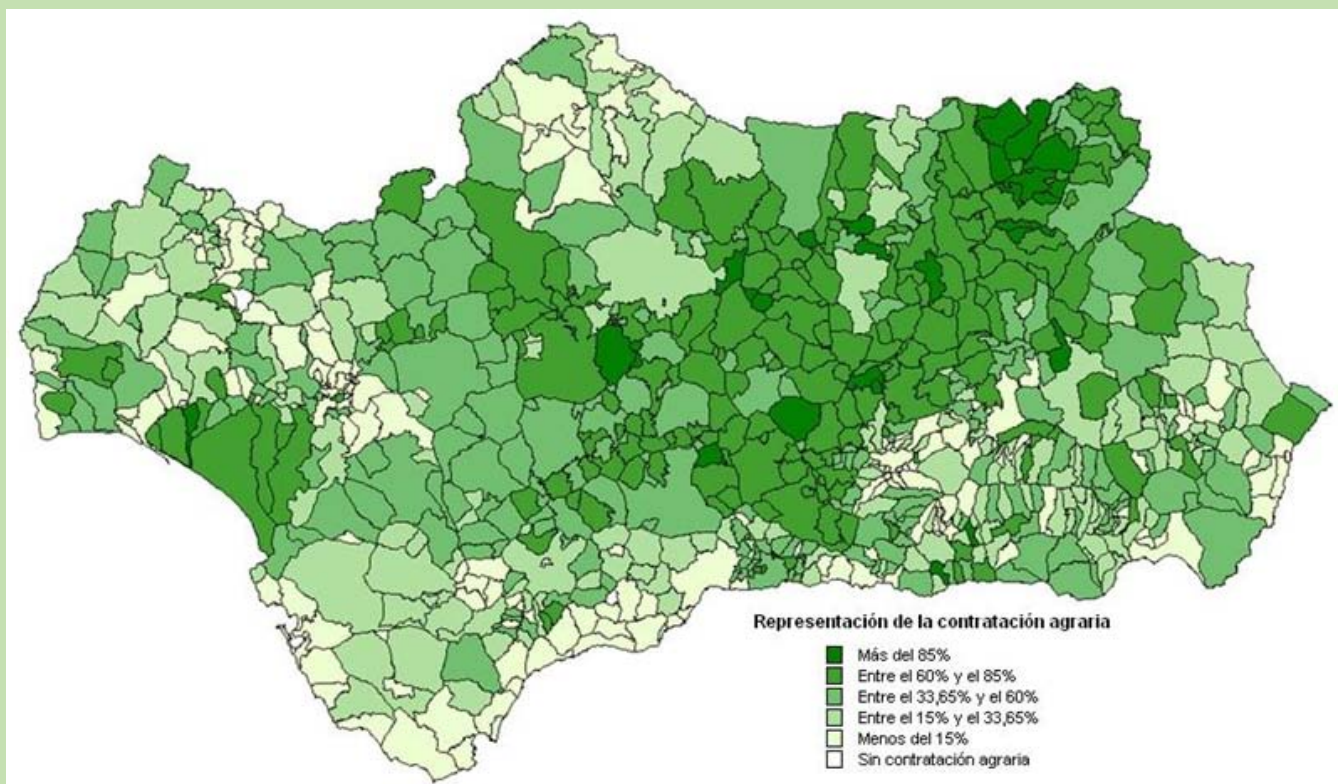 Representación de la contratación agraria
Más del 85%
Entre el 60% y el 85%
Entre el 33,65% y el 60%
Entre el 15% y el 33,65%
Menos del 15%
Sin contratación agraria